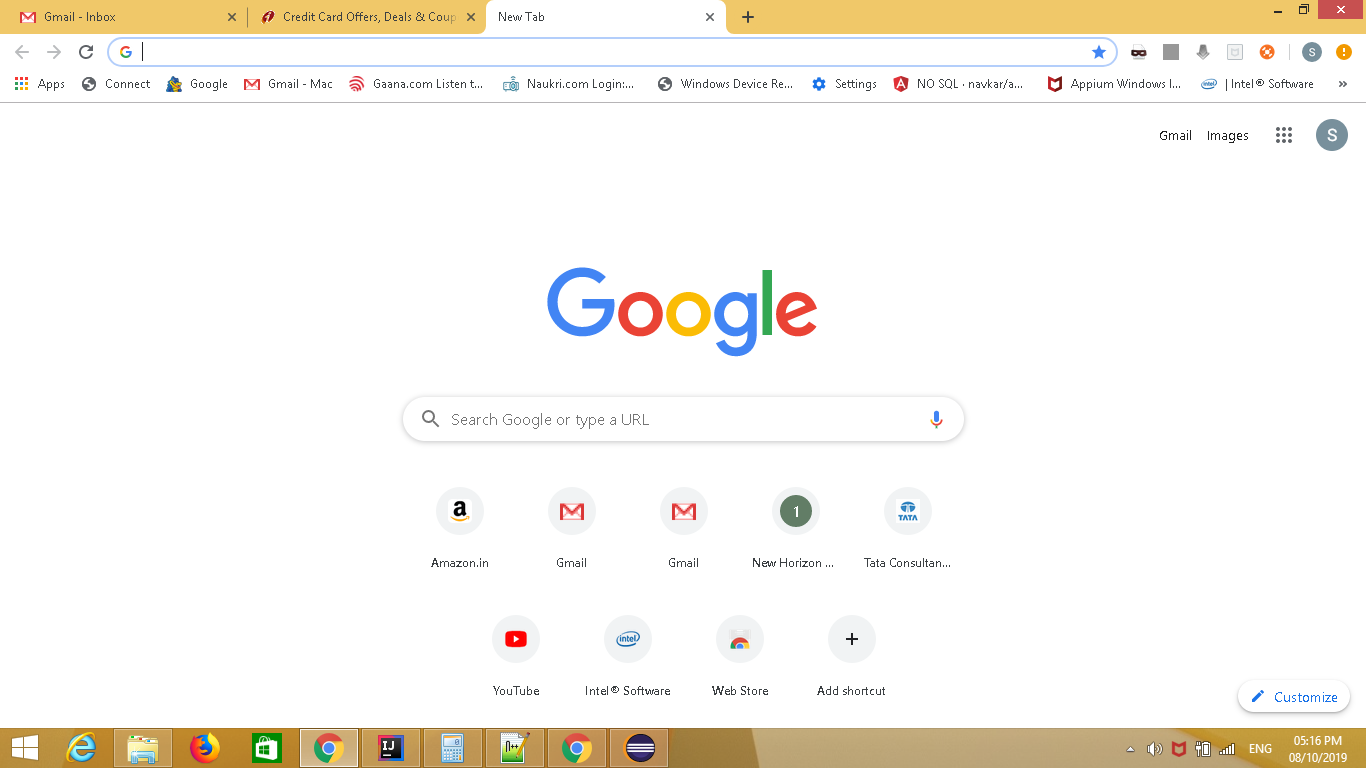 Gmail - Inbox
Credit Card Offers, Deals & Coup
New Tab
Apps
Connect
Google
Gmail - Mac
Gaana.com Listen t...
Naukri.com Login:...
Windows Device Re...
Settings
NO SQL · navkar/a...
Appium Windows I...
| Intel® Software
»
S
Gmail
Images
S
Google
Search Google or type a URL
a
1
TATA
Amazon.in
Gmail
Gmail
New Horizon ...
Tata Consultan...
intel
YouTube
Intel® Software
Web Store
Add shortcut
Customize
IJ
ENG
05:16 PM
08/10/2019